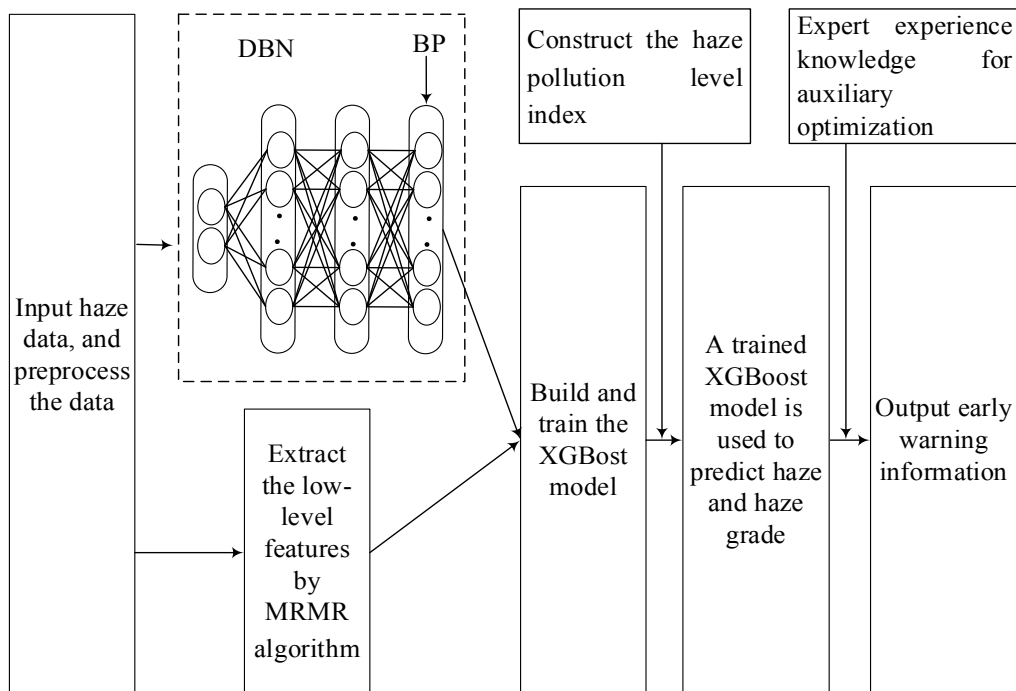 Input haze
data, and
preprocess
the data
DBN
BP
Extract
the low-
level
features
by
MRMR
algorithm
Construct the haze
pollution level
index
Build and
train the
XGBost
model
A trained
XGBoost
model is
used to
predict haze
and haze
grade
Expert experience
knowledge for
auxiliary
optimization
Output early
warning
information